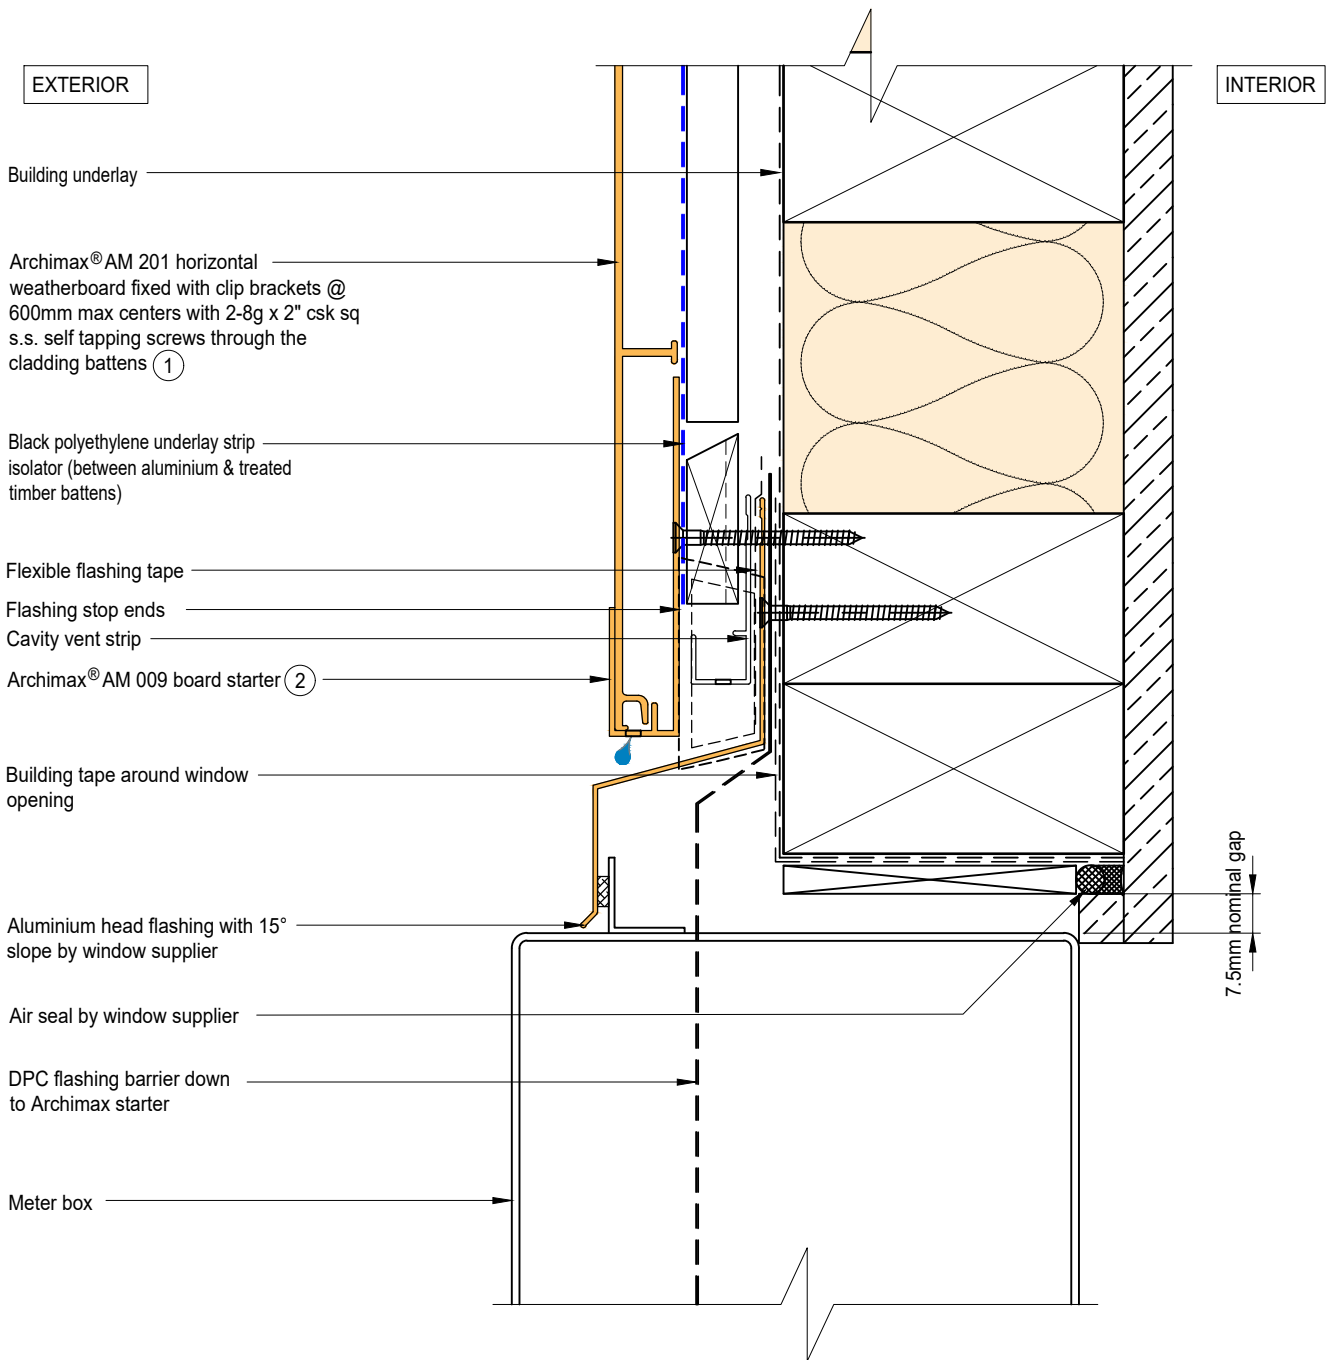 EXTERIOR
INTERIOR
Building underlay
Archimax® AM 201 horizontal
weatherboard fixed with clip brackets @
600mm max centers with 2-8g x 2" csk sq
s.s. self tapping screws through the
cladding battens 1
Black polyethylene underlay strip
isolator (between aluminium & treated
timber battens)
Flexible flashing tape
Flashing stop ends
Cavity vent strip
Archimax® AM 009 board starter 2
Building tape around window
opening
7.5mm nominal gap
Aluminium head flashing with 15°
slope by window supplier
Air seal by window supplier
DPC flashing barrier down
to Archimax starter
Meter box